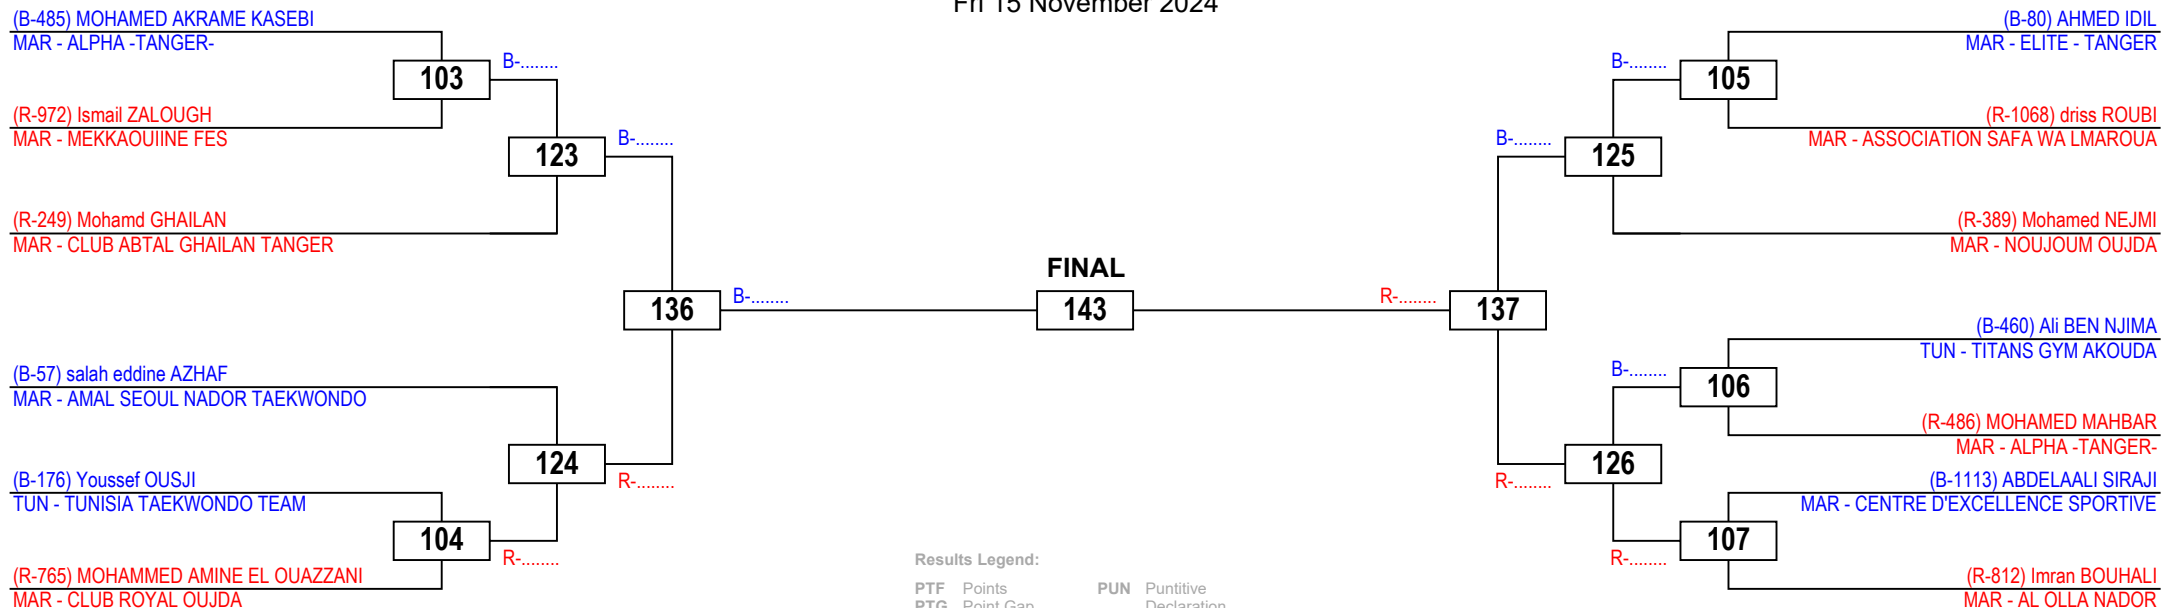 Fri 15 November 2024
(B-485) MOHAMED AKRAME KASEBI
MAR - ALPHA -TANGER-
103
B-........
(R-972) Ismail ZALOUGH
MAR - MEKKAOUIINE FES
123
B-........
(R-249) Mohamd GHAILAN
MAR - CLUB ABTAL GHAILAN TANGER
136
B-........
(B-57) salah eddine AZHAF
MAR - AMAL SEOUL NADOR TAEKWONDO
124
R-........
(B-176) Youssef OUSJI
TUN - TUNISIA TAEKWONDO TEAM
104
R-........
(R-765) MOHAMMED AMINE EL OUAZZANI
MAR - CLUB ROYAL OUJDA
FINAL
143
(B-80) AHMED IDIL
MAR - ELITE - TANGER
B-........
105
(R-1068) driss ROUBI
MAR - ASSOCIATION SAFA WA LMAROUA
B-........
125
(R-389) Mohamed NEJMI
MAR - NOUJOUM OUJDA
R-........
137
(B-460) Ali BEN NJIMA
TUN - TITANS GYM AKOUDA
B-........
106
(R-486) MOHAMED MAHBAR
MAR - ALPHA -TANGER-
R-........
126
(B-1113) ABDELAALI SIRAJI
MAR - CENTRE D'EXCELLENCE SPORTIVE
R-........
107
(R-812) Imran BOUHALI
MAR - AL OLLA NADOR
Results Legend:
PTF Points PUN Puntitive
PTG Point Gap Declaration